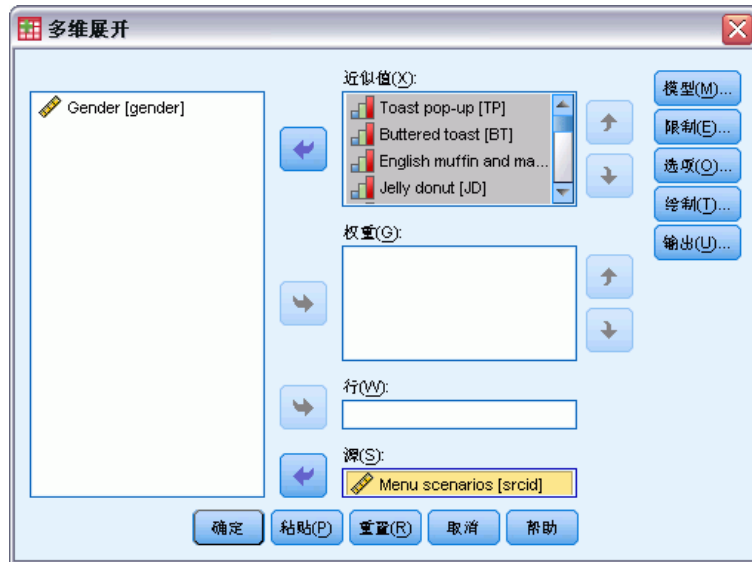 多维展开
Gender [gender]
近似值(X):
Toast pop-up [TP]
Buttered toast [BT]
English muffin and ma...
Jelly donut [JD]
权重(G):
行(W):
源(S):
Menu scenarios [srcid]
模型(M)...
限制(E)...
选项(O)...
绘制(T)...
输出(U)...
确定
粘贴(P)
重置(R)
取消
帮助